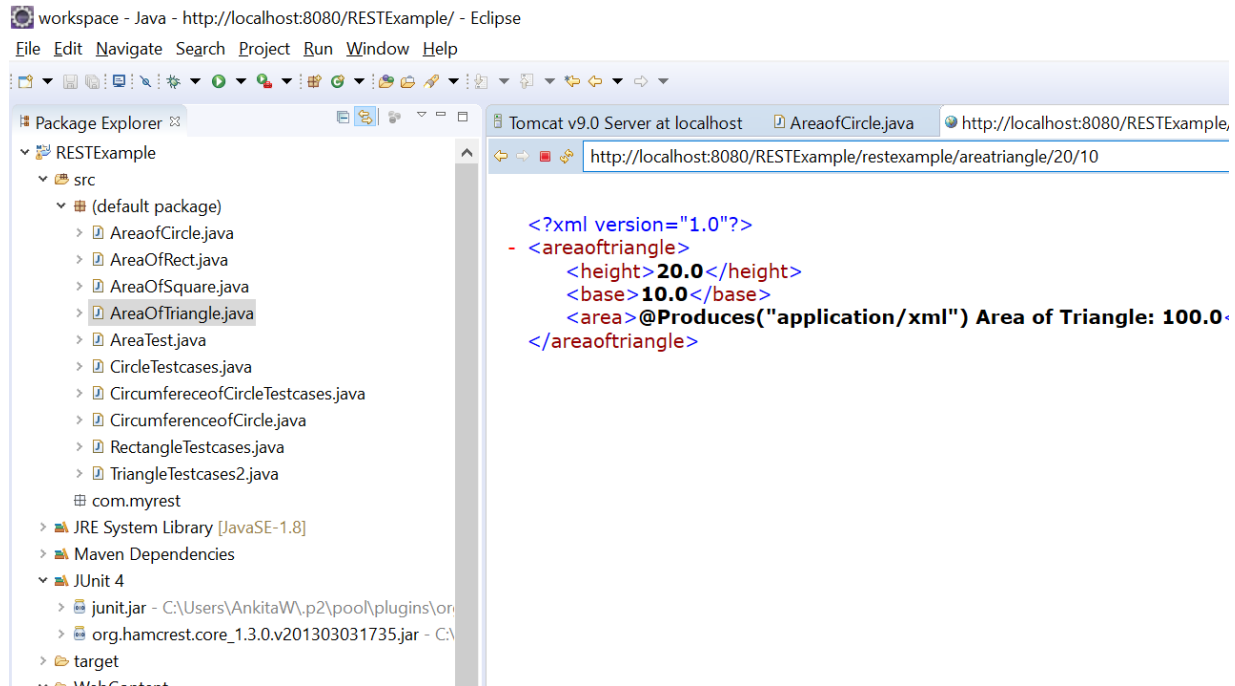 workspace - Java - http://localhost:8080/RESTExample/ - Eclipse
File Edit Navigate Search Project Run Window Help
Package Explorer
RESTExample
src
(default package)
AreaofCircle.java
AreaOfRect.java
AreaOfSquare.java
AreaOfTriangle.java
AreaTest.java
CircleTestcases.java
CircumfereceofCircleTestcases.java
CircumferenceofCircle.java
RectangleTestcases.java
TriangleTestcases2.java
com.myrest
JRE System Library [JavaSE-1.8]
Maven Dependencies
JUnit 4
junit.jar - C:\Users\AnkitaW\.p2\pool\plugins\or
org.hamcrest.core_1.3.0.v201303031735.jar - C:\
target
WebContent
Tomcat v9.0 Server at localhost AreaofCircle.java http://localhost:8080/RESTExample/
http://localhost:8080/RESTExample/restexample/areatriangle/20/10
<?xml version="1.0"?>
- <areaoftriangle>
<height>20.0</height>
<base>10.0</base>
<area>@Produces("application/xml") Area of Triangle: 100.0<
</areaoftriangle>